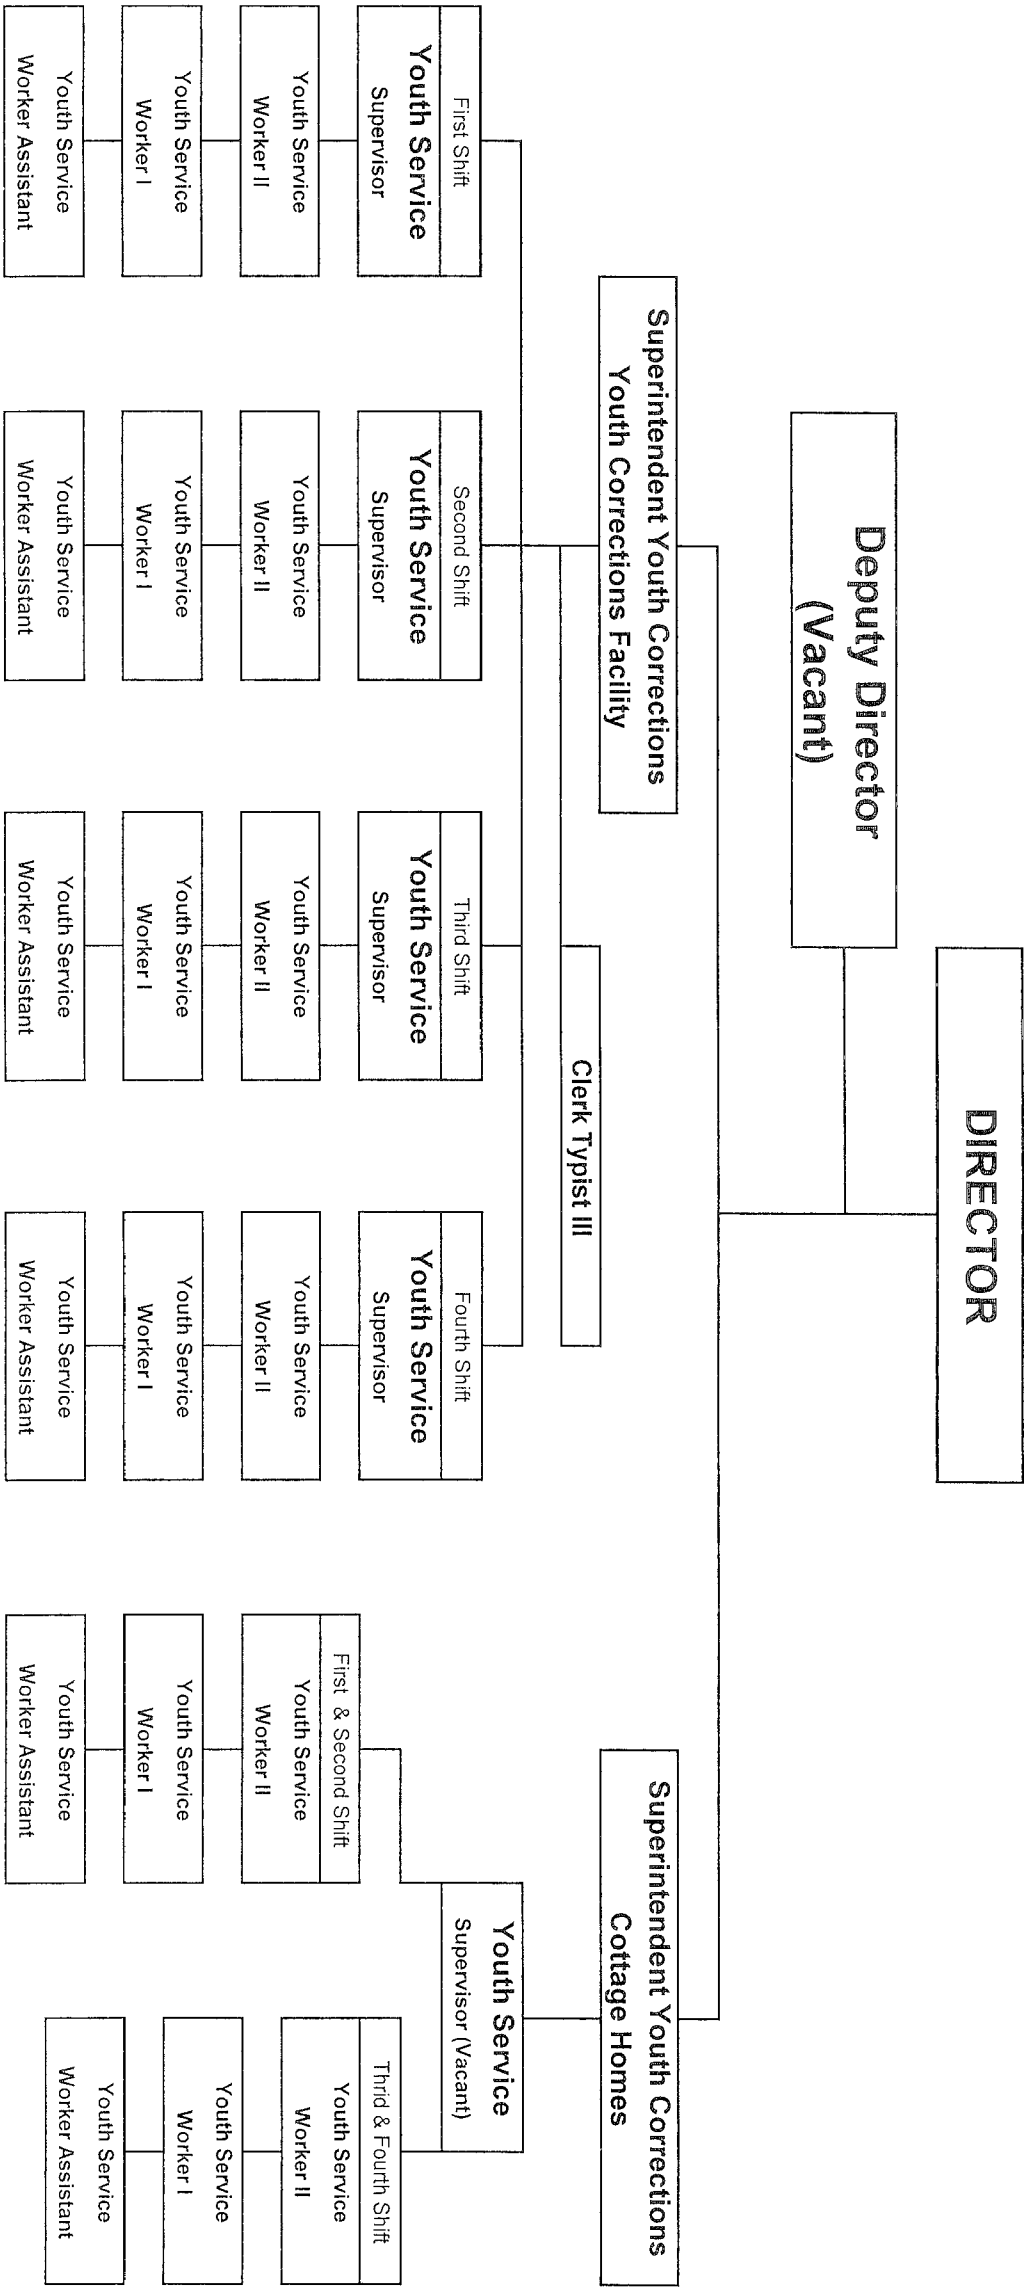 DIRECTOR
Deputy Director
(Vacant)
Superintendent Youth Corrections
Youth Corrections Facility
Superintendent Youth Corrections
Cottage Homes
Clerk Typist III
First Shift
Youth Service
Supervisor
Youth Service
Worker II
Youth Service
Worker I
Youth Service
Worker Assistant
Second Shift
Youth Service
Supervisor
Youth Service
Worker II
Youth Service
Worker I
Youth Service
Worker Assistant
Third Shift
Youth Service
Supervisor
Youth Service
Worker II
Youth Service
Worker I
Youth Service
Worker Assistant
Fourth Shift
Youth Service
Supervisor
Youth Service
Worker II
Youth Service
Worker I
Youth Service
Worker Assistant
Youth Service
Supervisor (Vacant)
First & Second Shift
Youth Service
Worker II
Youth Service
Worker I
Youth Service
Worker Assistant
Thrid & Fourth Shift
Youth Service
Worker II
Youth Service
Worker I
Youth Service
Worker Assistant